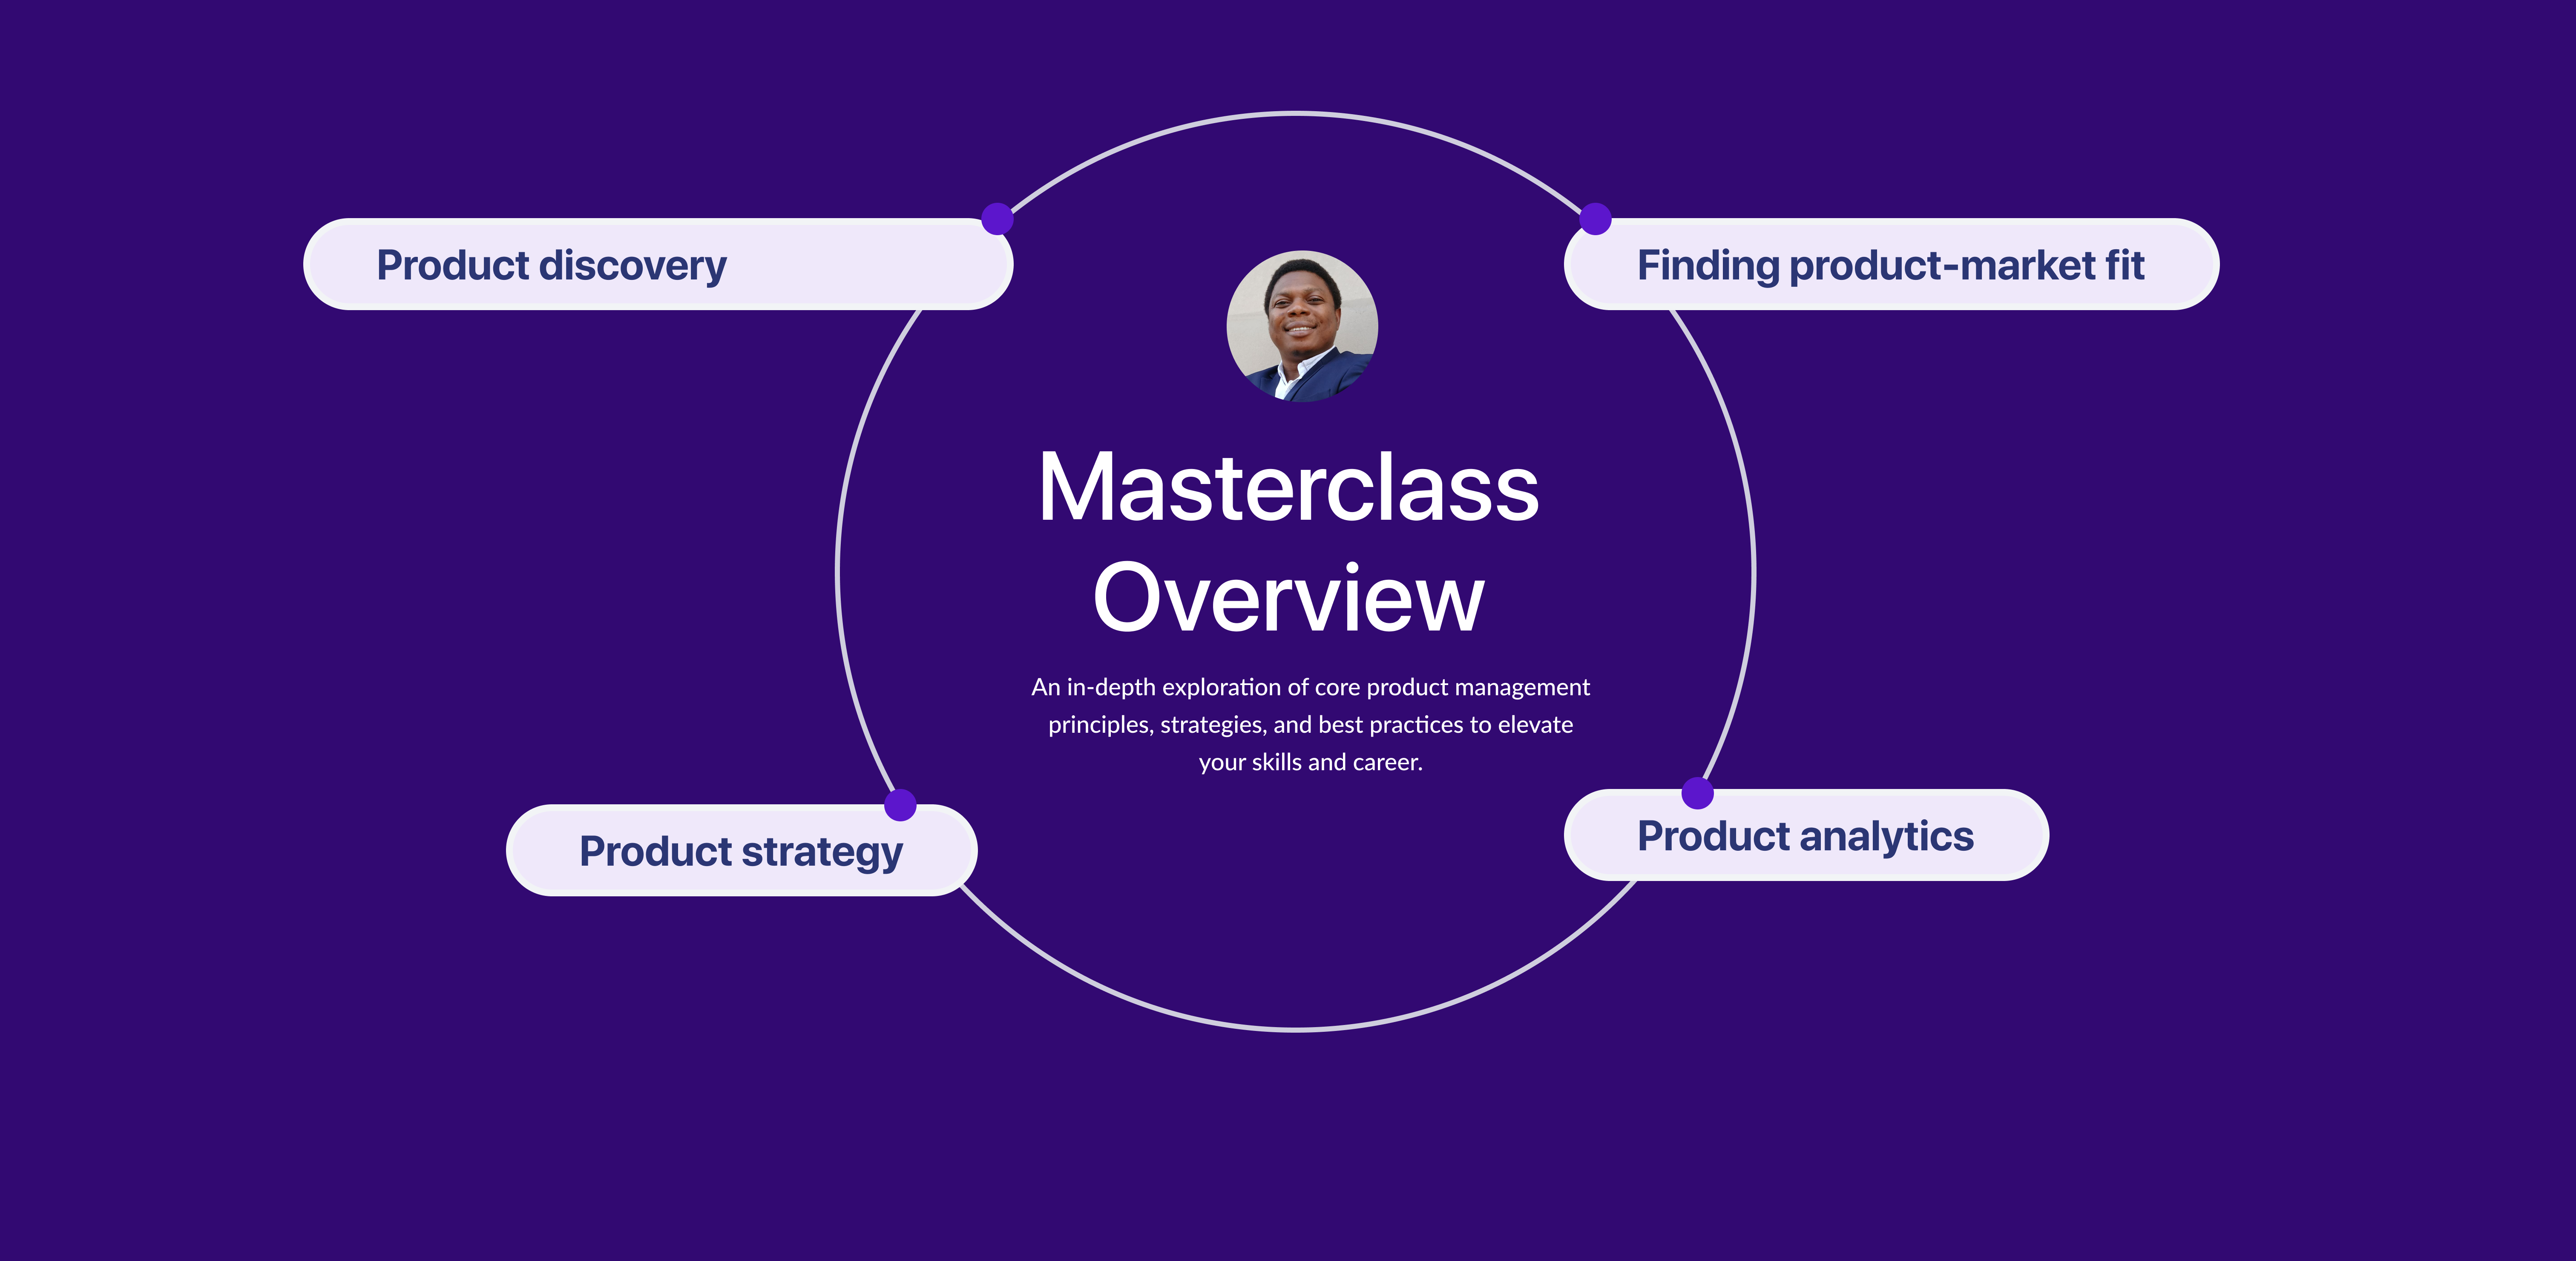 Product discovery
Finding product-market fit
Masterclass
Overview
An in-depth exploration of core product management
principles, strategies, and best practices to elevate
your skills and career.
Product strategy
Product analytics